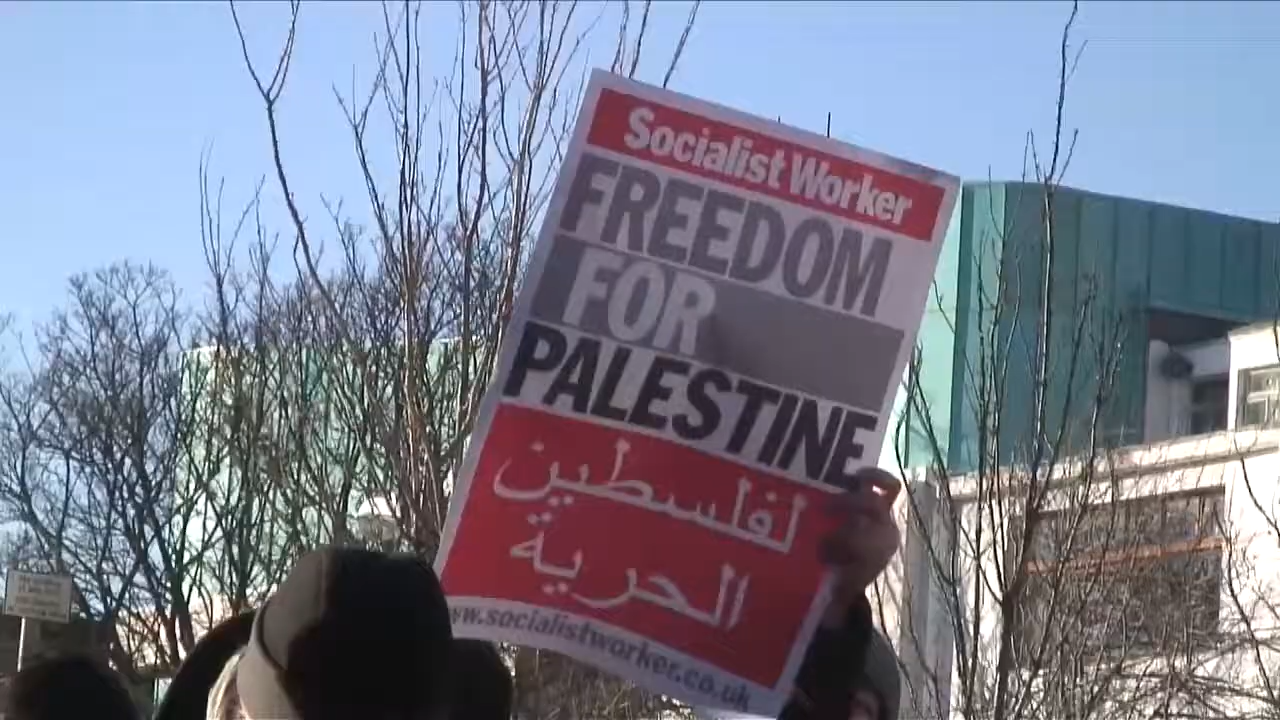 Socialist Worker
FREEDOM
FOR
PALESTINE
لفلسطين
الحرية
www.socialistworker.co.uk